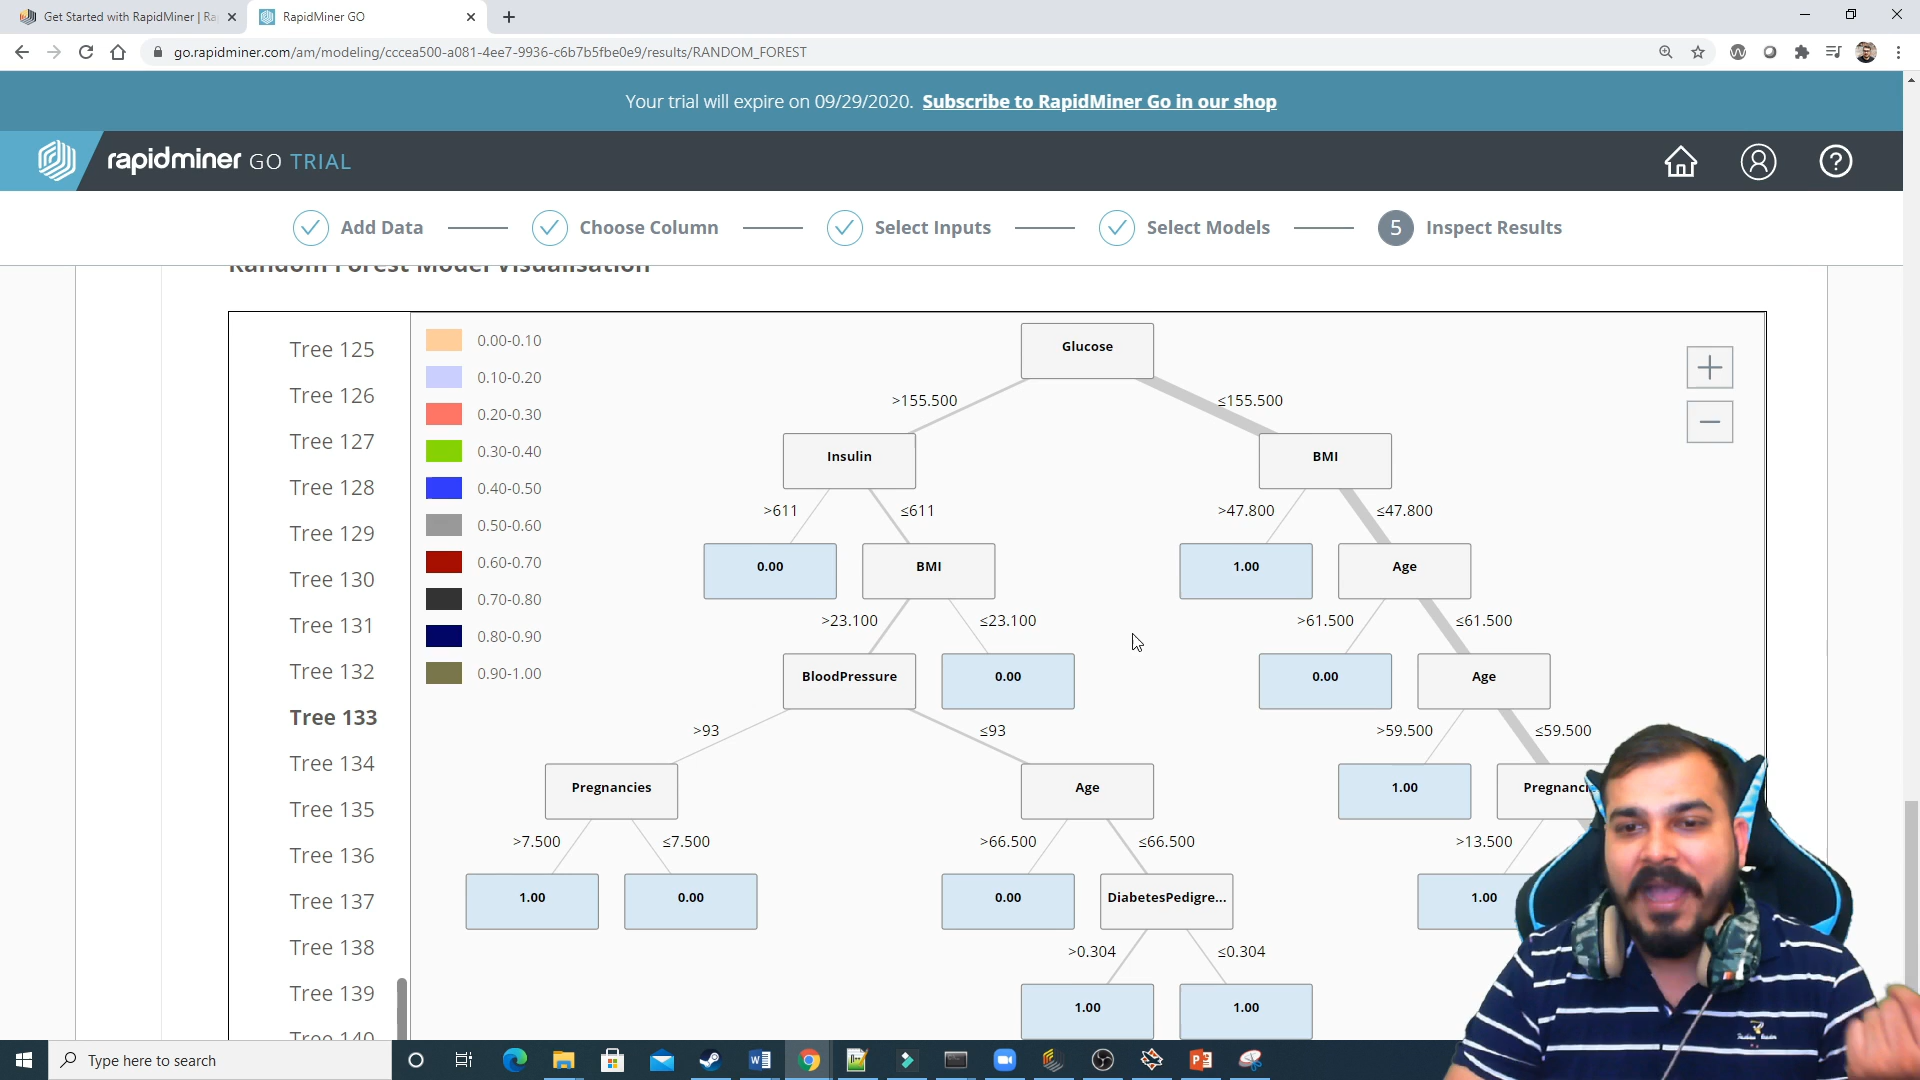 Get Started with RapidMiner | Ra
RapidMiner GO
go.rapidminer.com/am/modeling/cccea500-a081-4ee7-9936-c6b7b5fbe0e9/results/RANDOM_FOREST
Your trial will expire on 09/29/2020. Subscribe to RapidMiner Go in our shop
rapidminer GO TRIAL
Add Data
Choose Column
Select Inputs
Select Models
5 Inspect Results
Random Forest Model Visualisation
Tree 125
Tree 126
Tree 127
Tree 128
Tree 129
Tree 130
Tree 131
Tree 132
Tree 133
Tree 134
Tree 135
Tree 136
Tree 137
Tree 138
Tree 139
Tree 140
0.00-0.10
0.10-0.20
0.20-0.30
0.30-0.40
0.40-0.50
0.50-0.60
0.60-0.70
0.70-0.80
0.80-0.90
0.90-1.00
Glucose
>155.500
≤155.500
Insulin
BMI
>611
≤611
>47.800
≤47.800
0.00
BMI
1.00
Age
>23.100
≤23.100
>61.500
≤61.500
BloodPressure
0.00
0.00
Age
>93
≤93
>59.500
≤59.500
Pregnancies
Age
1.00
Pregnanci
>7.500
≤7.500
>66.500
≤66.500
>13.500
1.00
0.00
0.00
DiabetesPedigre...
1.00
>0.304
≤0.304
1.00
1.00
Type here to search